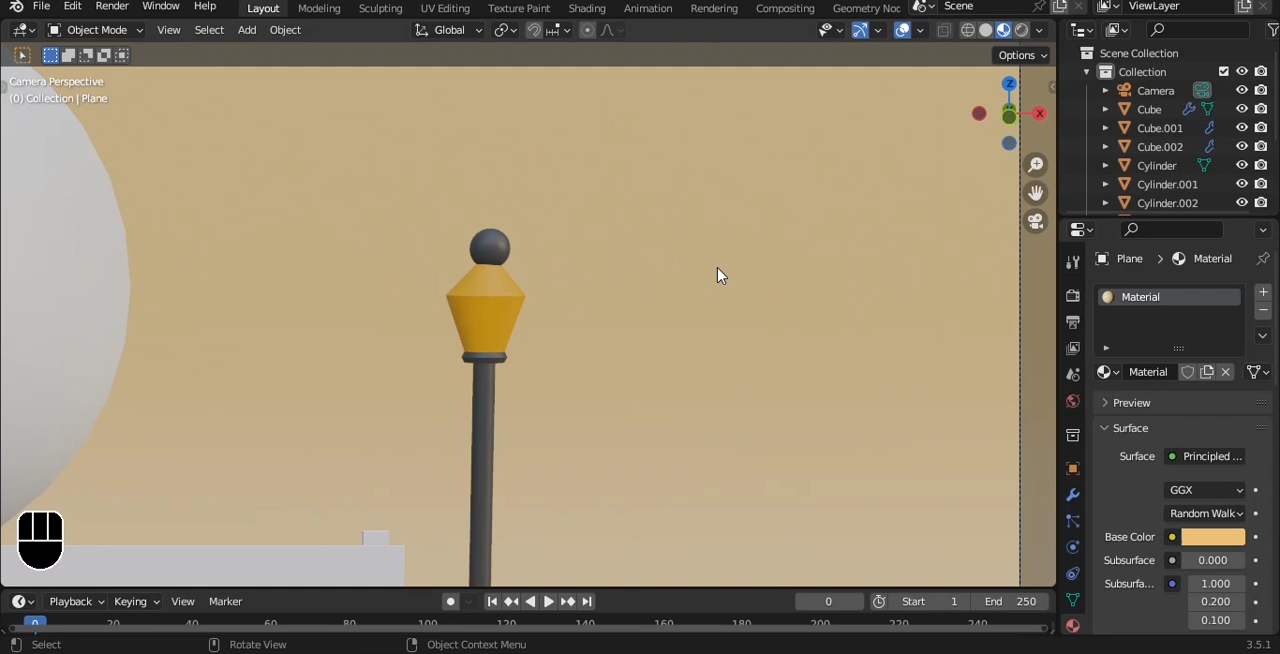 File Edit Render Window Help Layout Modeling Sculpting UV Editing Texture Paint Shading Animation Rendering Compositing Geometry Noc Scene ViewLayer
Object Mode View Select Add Object Global
Options
Camera Perspective
(0) Collection | Plane
Z
X
Scene Collection
Collection
Camera
Cube
Cube.001
Cube.002
Cylinder
Cylinder.001
Cylinder.002
Plane > Material
Material
Material
Preview
Surface
Surface Principled ...
GGX
Random Walk
Base Color
Subsurface 0.000
Subsurfa... 1.000
0.200
0.100
Playback Keying View Marker 0 Start 1 End 250
0 20 40 60 80 100 120 140 160 180 200 220 240
Select Rotate View Object Context Menu 3.5.1